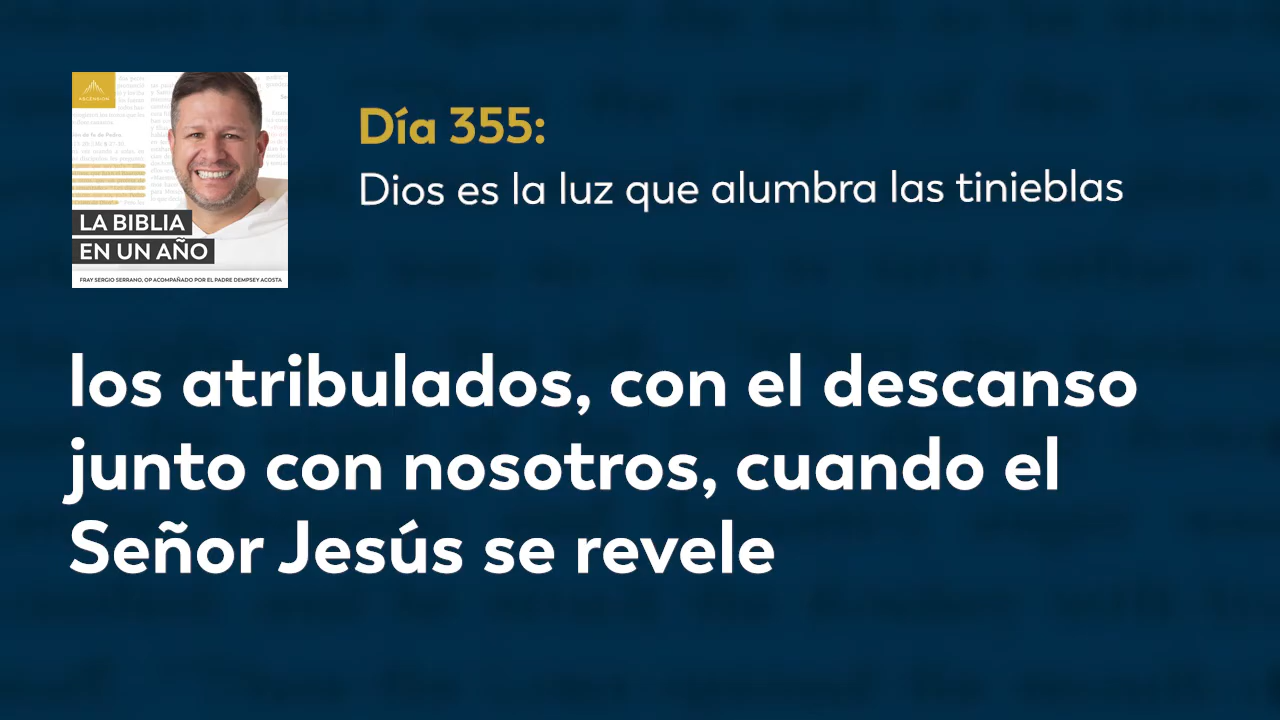 ASCENSION
LA BIBLIA
EN UN AÑO
FRAY SERGIO SERRANO, OP ACOMPAÑADO POR EL PADRE DEMPSEY ACOSTA
Día 355:
Dios es la luz que alumbra las tinieblas
los atribulados, con el descanso
junto con nosotros, cuando el
Señor Jesús se revele